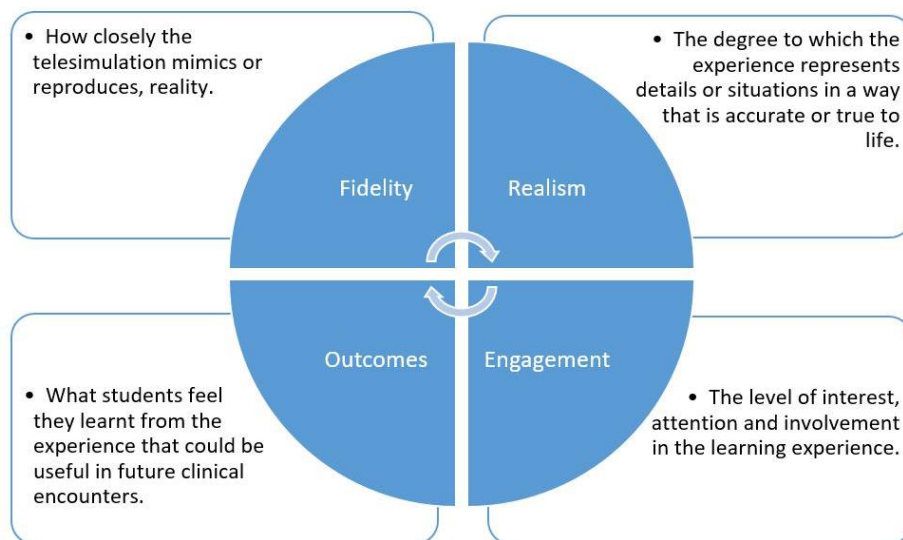 • How closely the
telesimulation mimics or
reproduces, reality.
• The degree to which the
experience represents
details or situations in a way
that is accurate or true to
life.
Fidelity
Realism
Outcomes
Engagement
• What students feel
they learnt from the
experience that could be
useful in future clinical
encounters.
• The level of interest,
attention and involvement
in the learning experience.